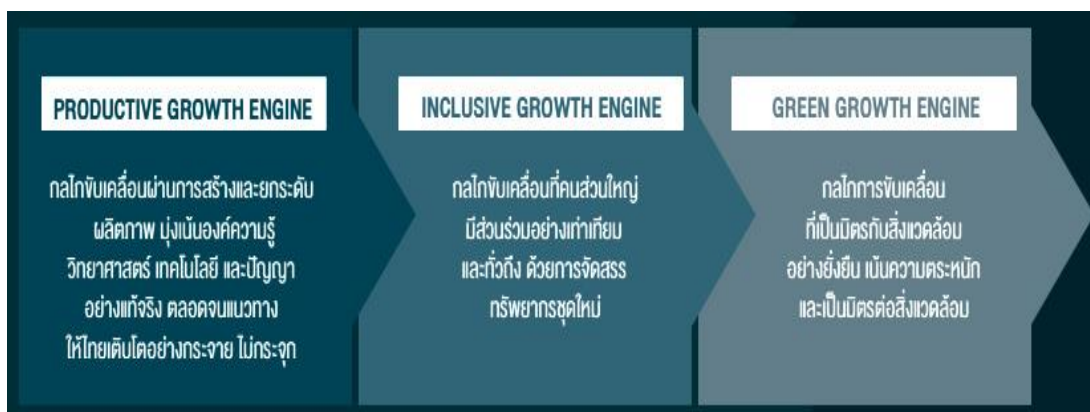 PRODUCTIVE GROWTH ENGINE
กลไกขับเคลื่อนผ่านการสร้างและยกระดับ
ผลิตภาพ มุ่งเน้นองค์ความรู้
วิทยาศาสตร์ เทคโนโลยี และปัญญา
อย่างแท้จริง ตลอดจนแนวทาง
ให้ไทยเติบโตอย่างกระจาย ไม่กระจุก
INCLUSIVE GROWTH ENGINE
กลไกขับเคลื่อนที่คนส่วนใหญ่
มีส่วนร่วมอย่างเท่าเทียม
และทั่วถึง ด้วยการจัดสรร
ทรัพยากรชุดใหม่
GREEN GROWTH ENGINE
กลไกการขับเคลื่อน
ที่เป็นมิตรกับสิ่งแวดล้อม
อย่างยั่งยืน เน้นความตระหนัก
และเป็นมิตรต่อสิ่งแวดล้อม